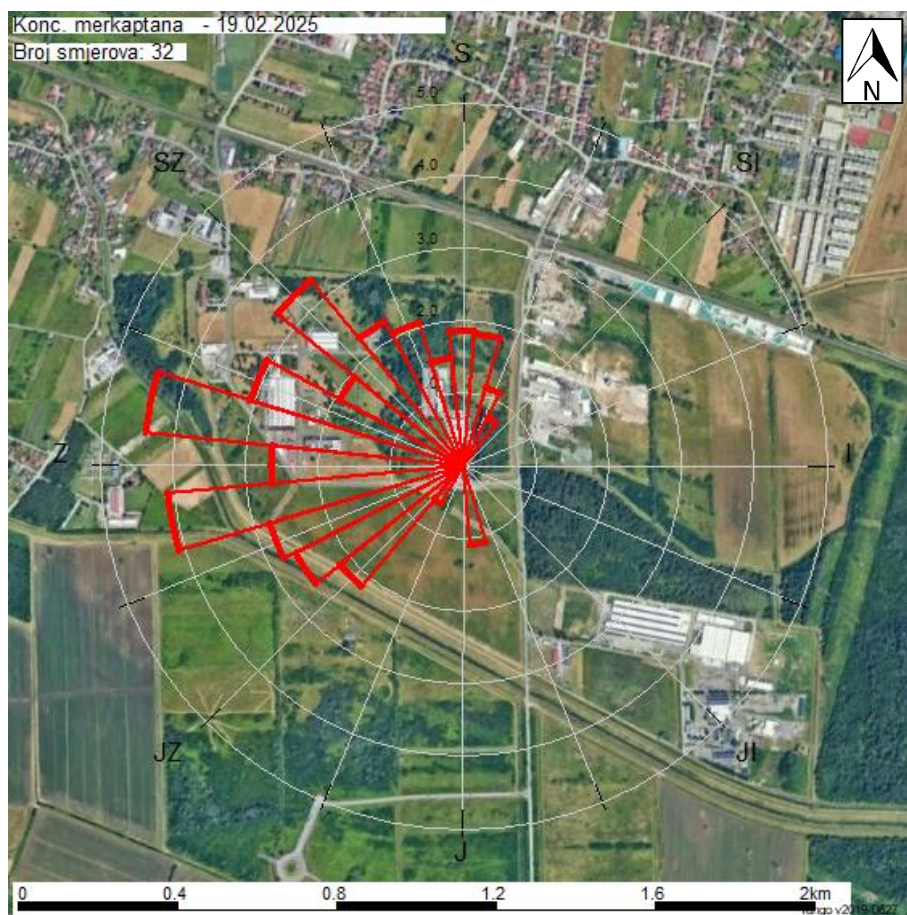 Konc. merkaptana - 19.02.2025
Broj smjerova: 32
N
S
5.0
SZ
4.0
SI
3.0
2.0
Z
I
JZ
JI
J
0 0.4 0.8 1.2 1.6 2km